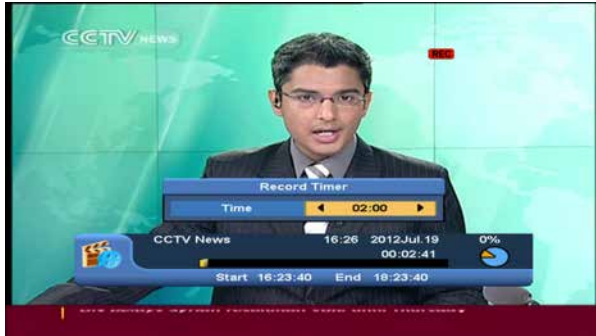 CCTV NEWS
REC
Record Timer
Time 02:00
CCTV News 16:26 2012Jul.19 0%
00:02:41
Start 16:23:40 End 18:23:40